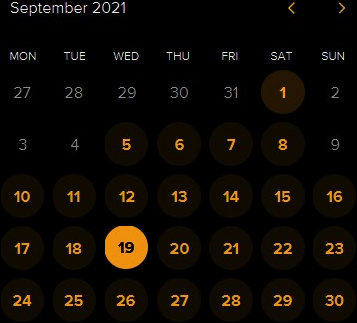 September 2021
MON TUE WED THU FRI SAT SUN
27 28 29 30 31 1 2
3 4 5 6 7 8 9
10 11 12 13 14 15 16
17 18 19 20 21 22 23
24 25 26 27 28 29 30